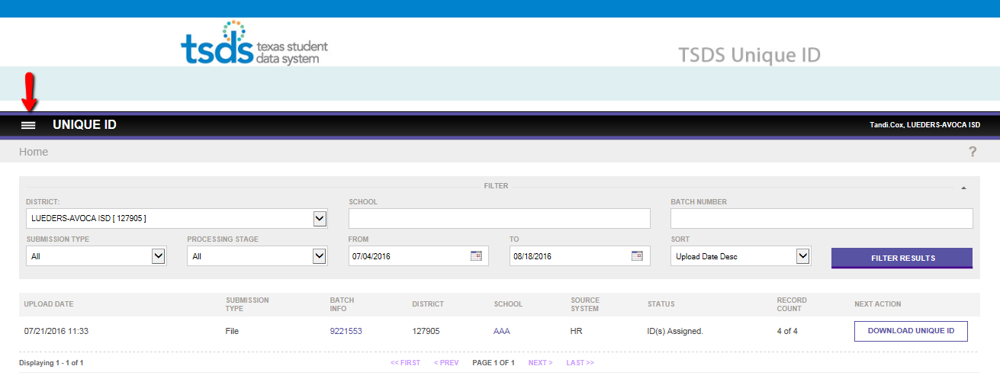 tsds texas student
data system
TSDS Unique ID
UNIQUE ID
Tandi.Cox, LUEDERS-AVOCA ISD
Home
?
FILTER
DISTRICT: SCHOOL BATCH NUMBER
LUEDERS-AVOCA ISD [ 127905 ]
SUBMISSION TYPE PROCESSING STAGE FROM TO SORT
All All 07/04/2016 08/18/2016 Upload Date Desc FILTER RESULTS
UPLOAD DATE SUBMISSION TYPE BATCH INFO DISTRICT SCHOOL SOURCE SYSTEM STATUS RECORD COUNT NEXT ACTION
07/21/2016 11:33 File 9221553 127905 AAA HR ID(s) Assigned. 4 of 4 DOWNLOAD UNIQUE ID
Displaying 1 - 1 of 1 << FIRST < PREV PAGE 1 OF 1 NEXT > LAST >>